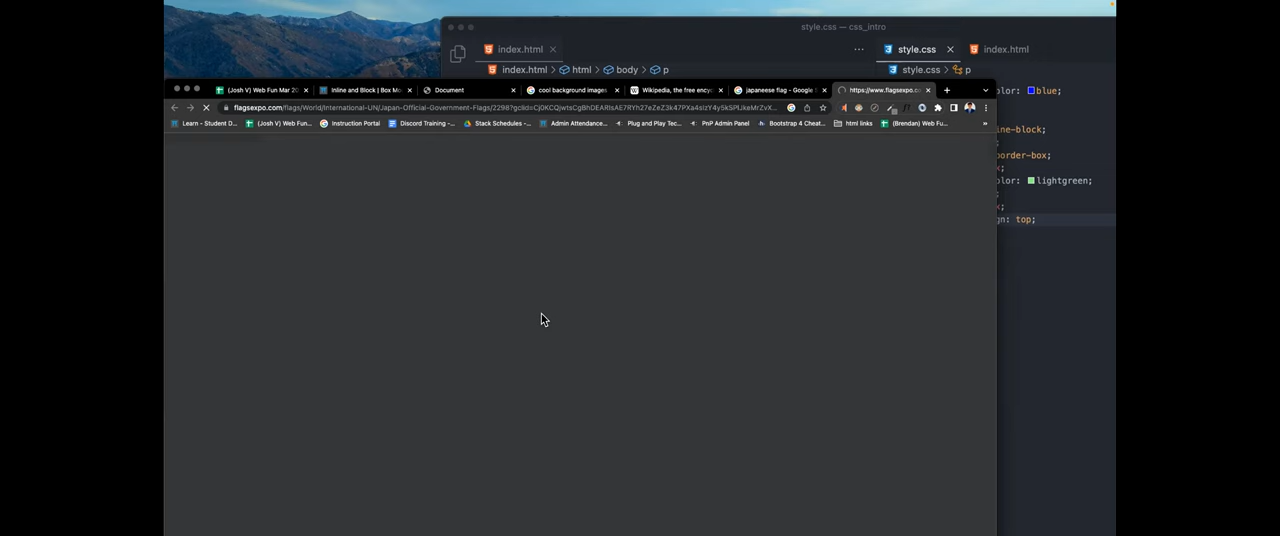 style.css — css_intro
index.html
style.css
index.html
index.html > html > body > p
style.css > p
(Josh V) Web Fun Mar 20
Inline and Block | Box Mo
Document
cool background images
Wikipedia, the free ency
japaneese flag - Google
https://www.flagsexpo.co
olor: blue;
flagsexpo.com/flags/World/International-UN/Japan-Official-Government-Flags/2298?gclid=
Learn - Student D...
(Josh V) Web Fun...
Instruction Portal
Discord Training -...
Stack Schedules -...
Admin Attendance...
Plug and Play Tec...
PnP Admin Panel
Bootstrap 4 Cheat...
html links
(Brendan) Web Fu...
»
ine-block;
;
border-box;
x;
olor: lightgreen;
;
x;
gn: top;